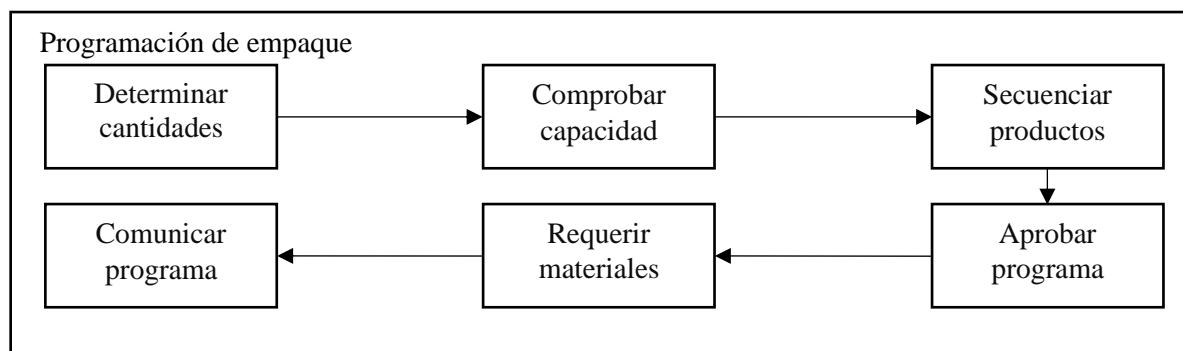 Programación de empaque
Determinar
cantidades
Comprobar
capacidad
Secuenciar
productos
Comunicar
programa
Requerir
materiales
Aprobar
programa